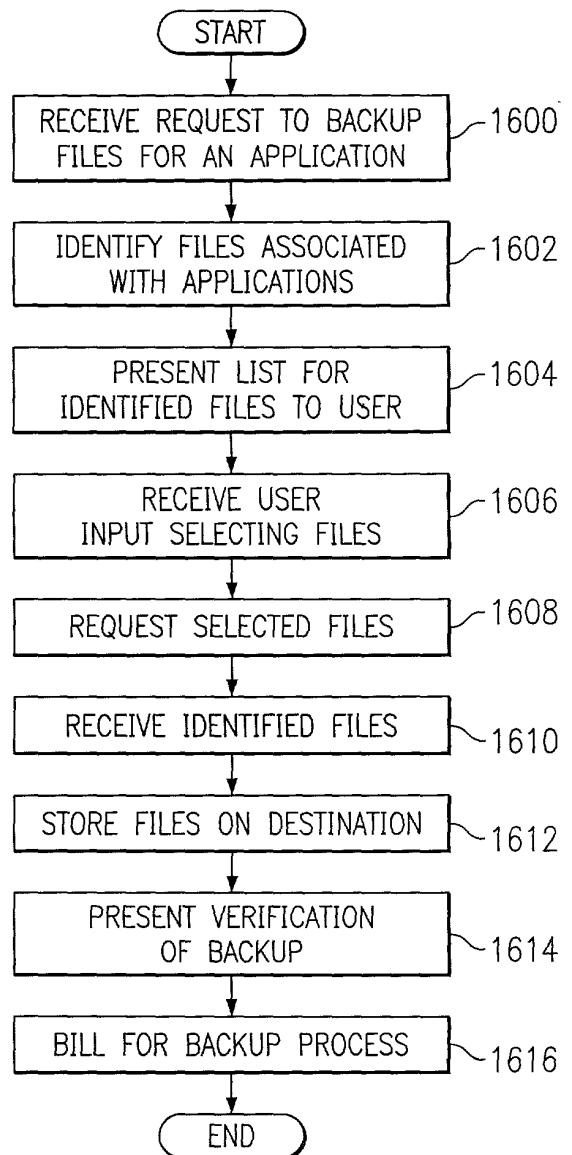 START
RECEIVE REQUEST TO BACKUP
FILES FOR AN APPLICATION
1600
IDENTIFY FILES ASSOCIATED
WITH APPLICATIONS
1602
PRESENT LIST FOR
IDENTIFIED FILES TO USER
1604
RECEIVE USER
INPUT SELECTING FILES
1606
REQUEST SELECTED FILES
1608
RECEIVE IDENTIFIED FILES
1610
STORE FILES ON DESTINATION
1612
PRESENT VERIFICATION
OF BACKUP
1614
BILL FOR BACKUP PROCESS
1616
END